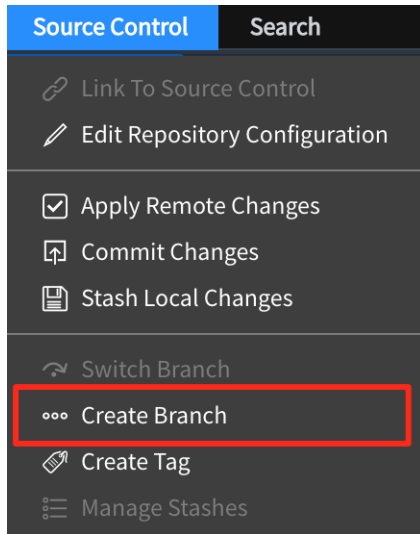 Source Control Search
Link To Source Control
Edit Repository Configuration
Apply Remote Changes
Commit Changes
Stash Local Changes
Switch Branch
Create Branch
Create Tag
Manage Stashes